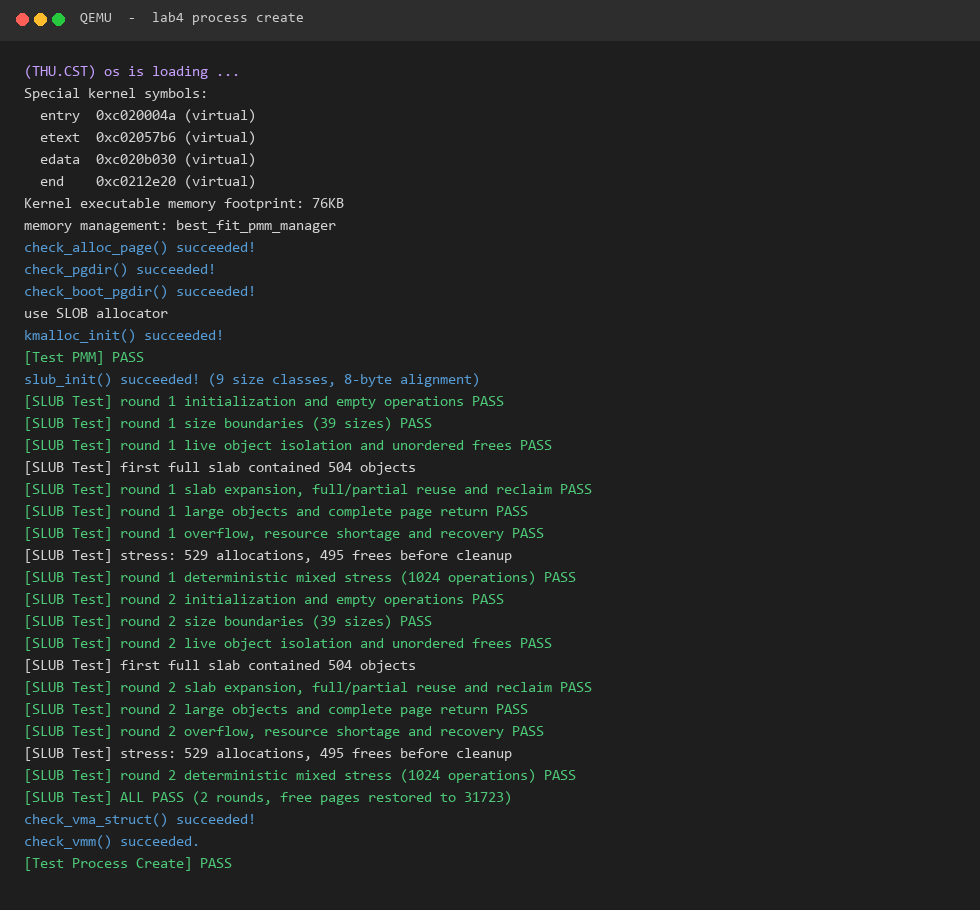 QEMU  -  lab4 process create
(THU.CST) os is loading ...
Special kernel symbols:
  entry  0xc020004a (virtual)
  etext  0xc02057b6 (virtual)
  edata  0xc020b030 (virtual)
  end    0xc0212e20 (virtual)
Kernel executable memory footprint: 76KB
memory management: best_fit_pmm_manager
check_alloc_page() succeeded!
check_pgdir() succeeded!
check_boot_pgdir() succeeded!
use SLOB allocator
kmalloc_init() succeeded!
[Test PMM] PASS
slub_init() succeeded! (9 size classes, 8-byte alignment)
[SLUB Test] round 1 initialization and empty operations PASS
[SLUB Test] round 1 size boundaries (39 sizes) PASS
[SLUB Test] round 1 live object isolation and unordered frees PASS
[SLUB Test] first full slab contained 504 objects
[SLUB Test] round 1 slab expansion, full/partial reuse and reclaim PASS
[SLUB Test] round 1 large objects and complete page return PASS
[SLUB Test] round 1 overflow, resource shortage and recovery PASS
[SLUB Test] stress: 529 allocations, 495 frees before cleanup
[SLUB Test] round 1 deterministic mixed stress (1024 operations) PASS
[SLUB Test] round 2 initialization and empty operations PASS
[SLUB Test] round 2 size boundaries (39 sizes) PASS
[SLUB Test] round 2 live object isolation and unordered frees PASS
[SLUB Test] first full slab contained 504 objects
[SLUB Test] round 2 slab expansion, full/partial reuse and reclaim PASS
[SLUB Test] round 2 large objects and complete page return PASS
[SLUB Test] round 2 overflow, resource shortage and recovery PASS
[SLUB Test] stress: 529 allocations, 495 frees before cleanup
[SLUB Test] round 2 deterministic mixed stress (1024 operations) PASS
[SLUB Test] ALL PASS (2 rounds, free pages restored to 31723)
check_vma_struct() succeeded!
check_vmm() succeeded.
[Test Process Create] PASS